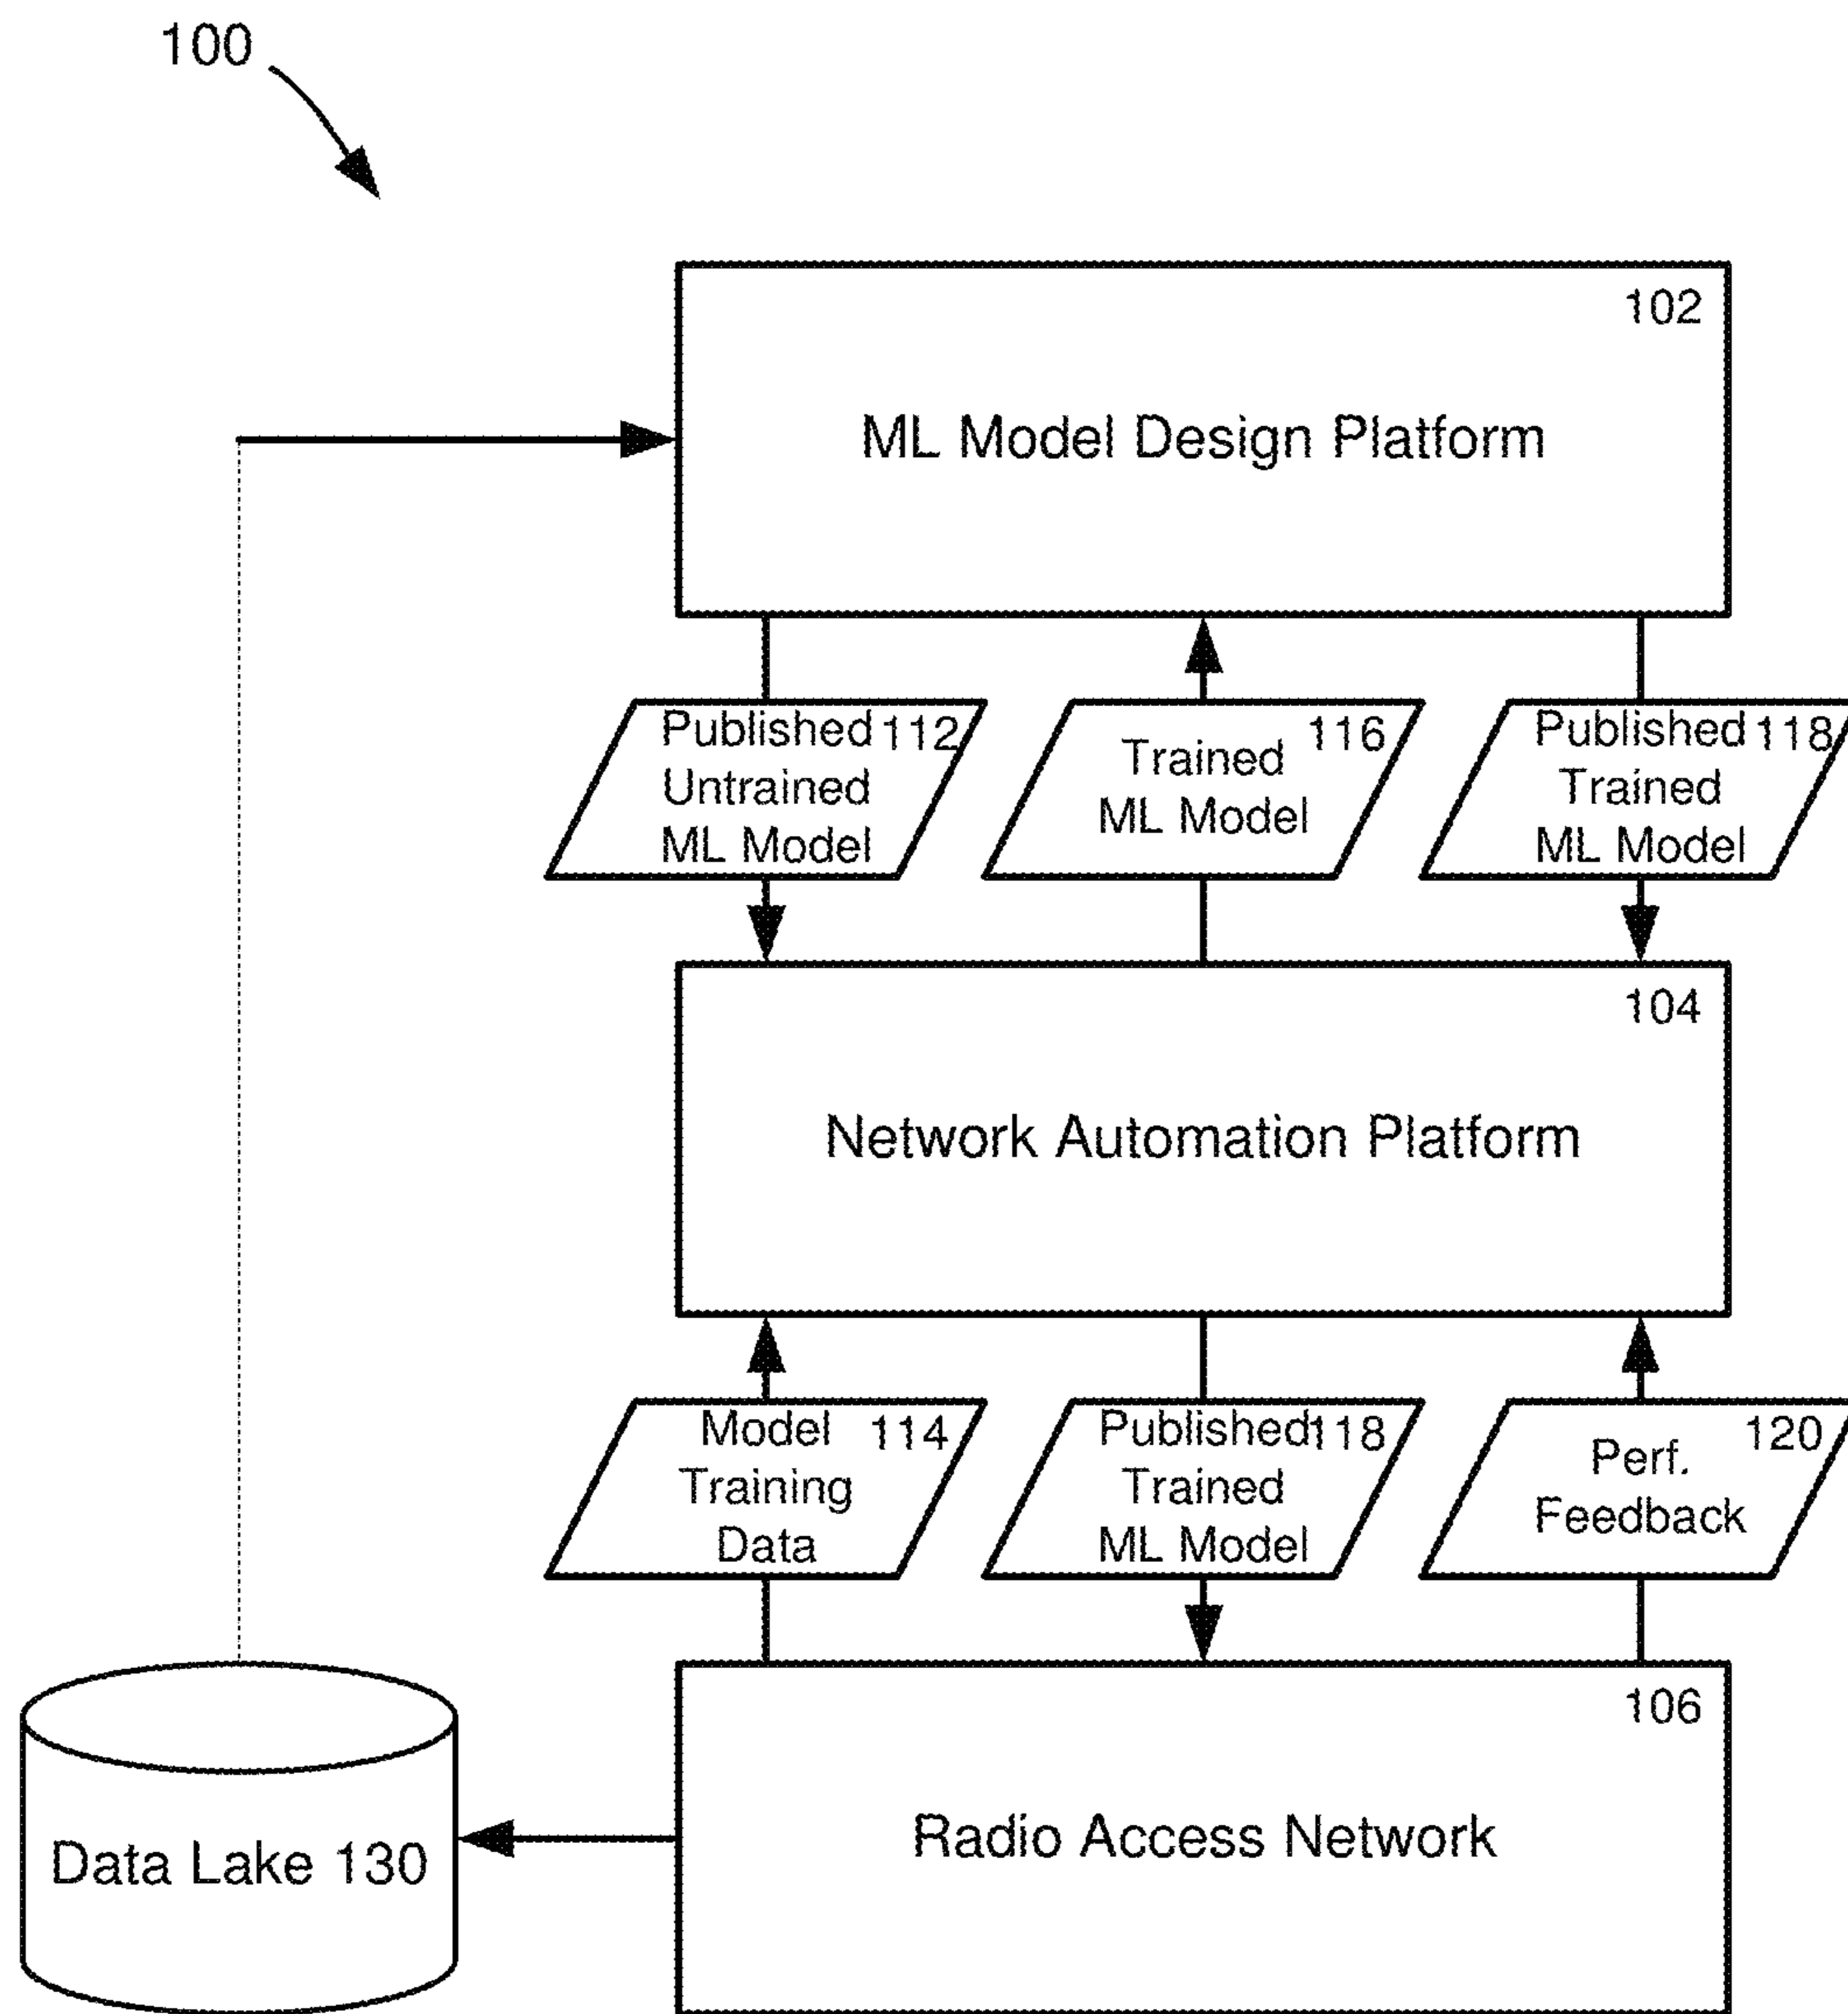 100
102
ML Model Design Platform
Published 112
Untrained
ML Model
116
Trained
ML Model
Published 118
Trained
ML Model
104
Network Automation Platform
Model 114
Training
Data
Published 118
Trained
ML Model
120
Perf.
Feedback
106
Radio Access Network
Data Lake 130